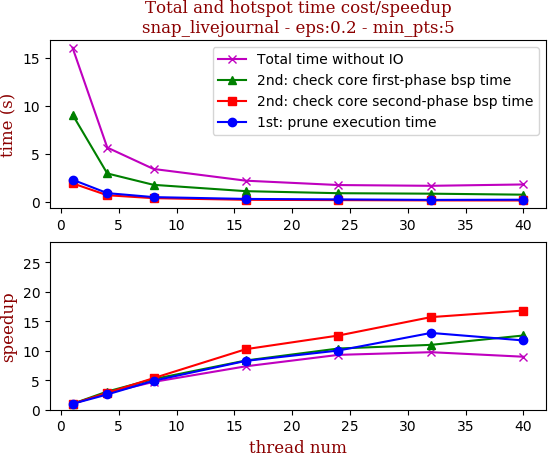 Total and hotspot time cost/speedup
snap_livejournal - eps:0.2 - min_pts:5
time (s)
15
10
5
0
Total time without IO
2nd: check core first-phase bsp time
2nd: check core second-phase bsp time
1st: prune execution time
0 5 10 15 20 25 30 35 40
speedup
25
20
15
10
5
0
0 5 10 15 20 25 30 35 40
thread num